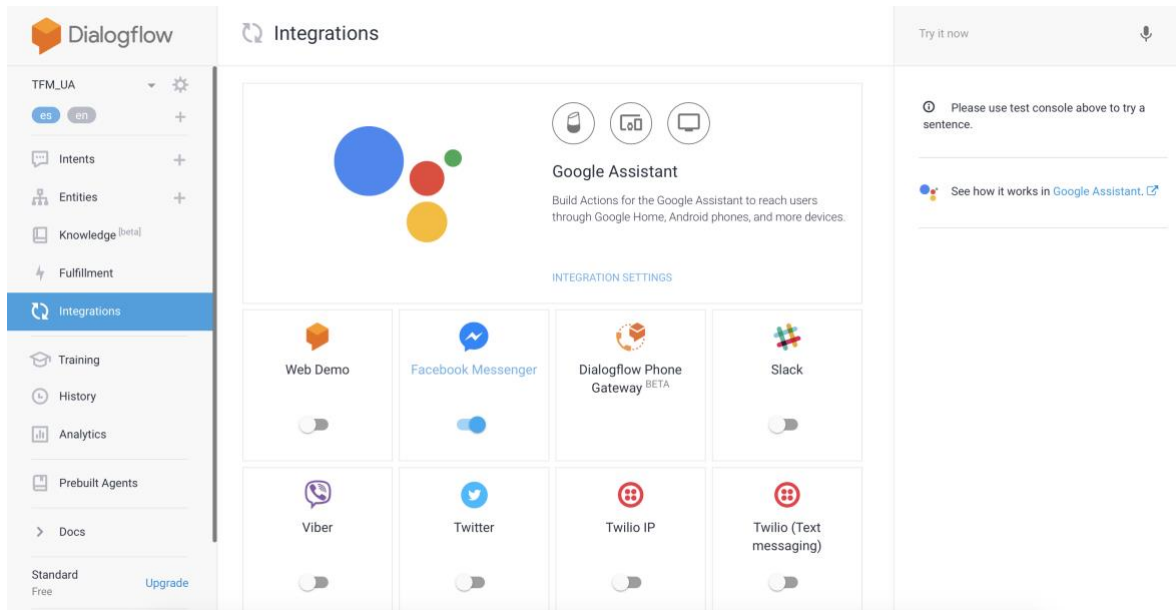 Dialogflow
TFM_UA
es en
Intents
Entities
Knowledge [beta]
Fulfillment
Integrations
Training
History
Analytics
Prebuilt Agents
Docs
Standard
Free
Upgrade
Integrations
Google Assistant
Build Actions for the Google Assistant to reach users
through Google Home, Android phones, and more devices.
INTEGRATION SETTINGS
Web Demo
Facebook Messenger
Dialogflow Phone
Gateway BETA
Slack
Viber
Twitter
Twilio IP
Twilio (Text
messaging)
Try it now
Please use test console above to try a
sentence.
See how it works in Google Assistant.